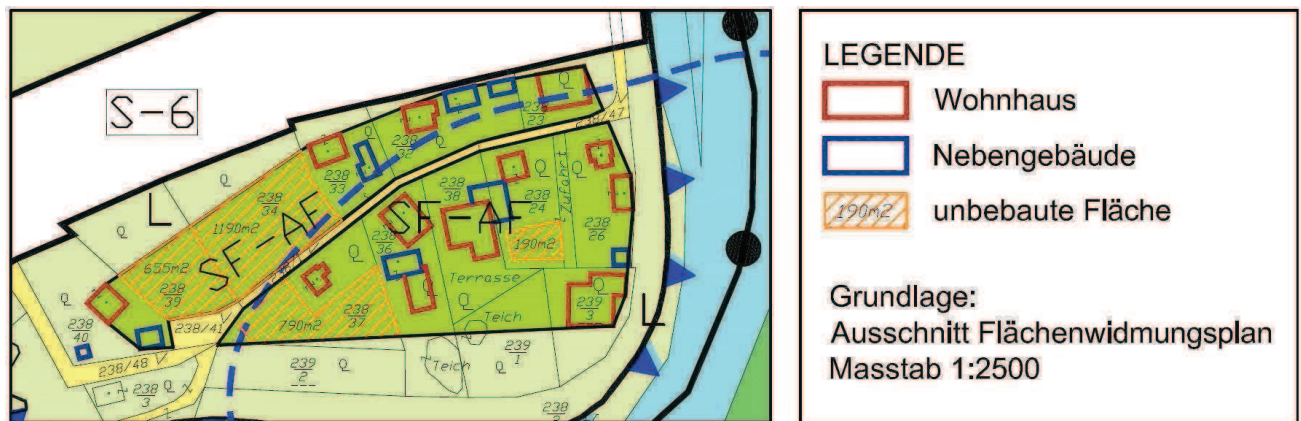 S-6
L
SF-AF
SF-AF
L
238
34
1190m2
655m2
238
39
238/41
238
40
238/48
238
3
238
33
238
32
238
23
238/47
238
38
238
24
Zufahrt
238
26
190m2
238
36
238
37
790m2
Terrasse
Teich
239
3
239
2
Teich
239
1
238
LEGENDE
Wohnhaus
Nebengebäude
190m2
unbebaute Fläche
Grundlage:
Ausschnitt Flächenwidmungsplan
Masstab 1:2500